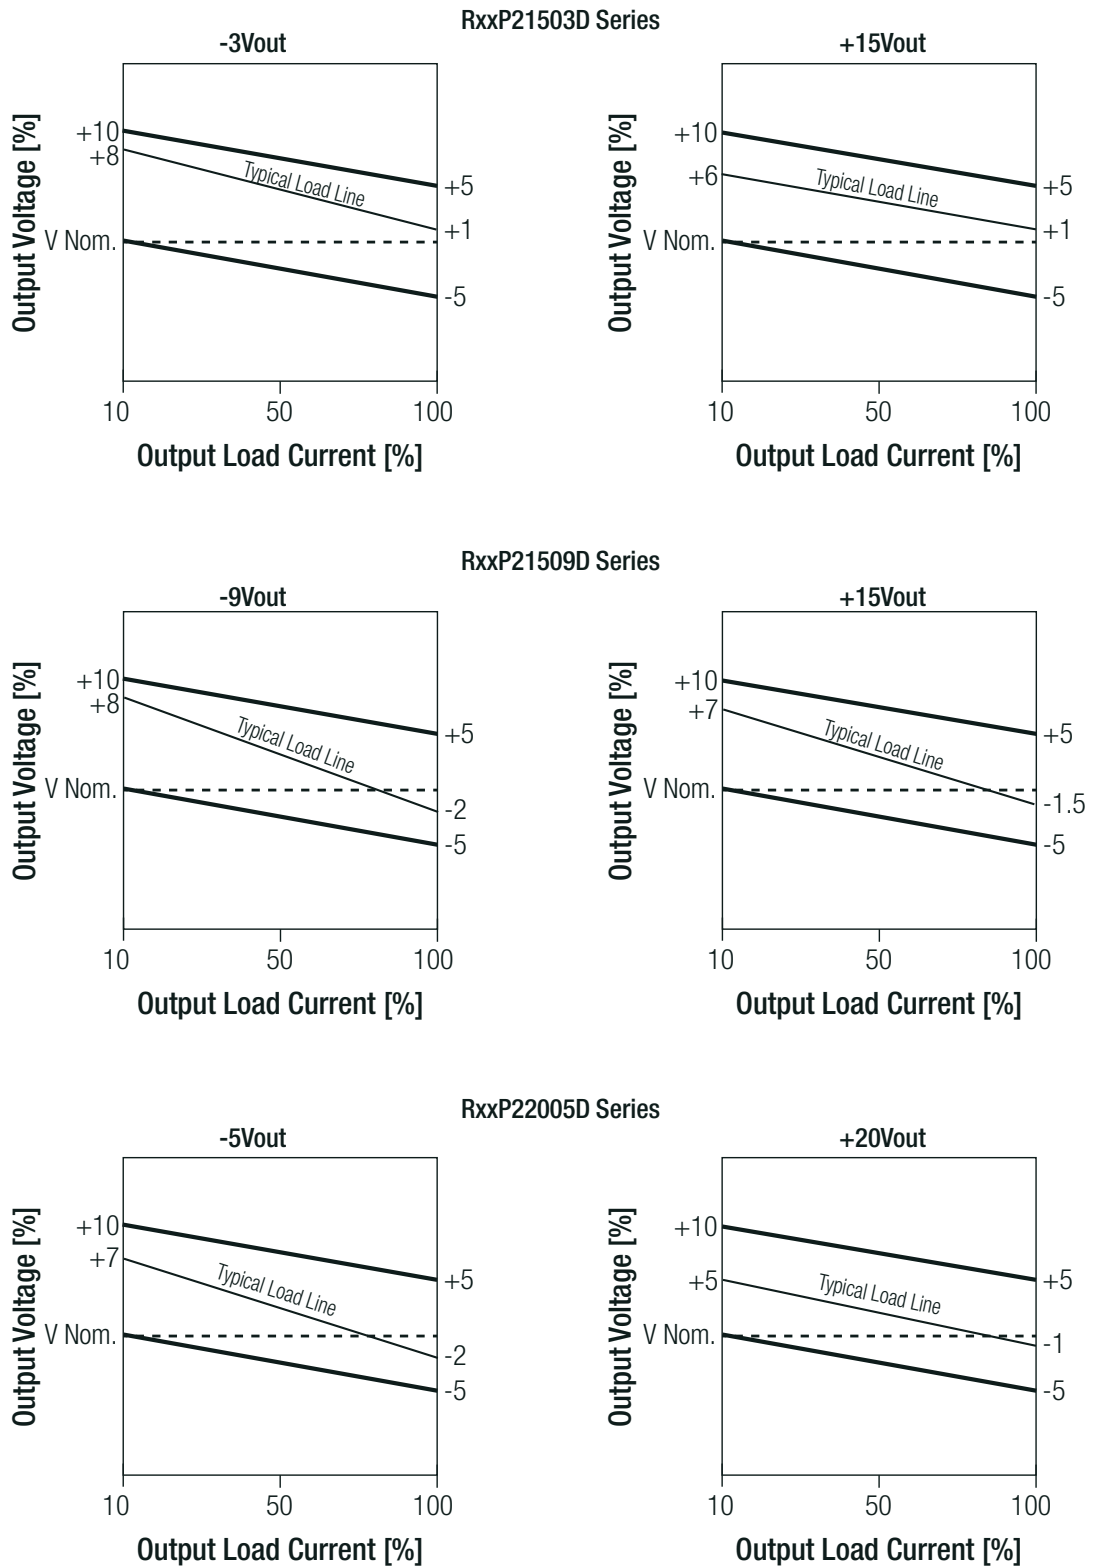 RxxP21503D Series
-3Vout
Output Voltage [%]
+10
+8
V Nom.
Typical Load Line
+5
+1
-5
10 50 100
Output Load Current [%]
+15Vout
Output Voltage [%]
+10
+6
V Nom.
Typical Load Line
+5
+1
-5
10 50 100
Output Load Current [%]
RxxP21509D Series
-9Vout
Output Voltage [%]
+10
+8
V Nom.
Typical Load Line
+5
-2
-5
10 50 100
Output Load Current [%]
+15Vout
Output Voltage [%]
+10
+7
V Nom.
Typical Load Line
+5
-1.5
-5
10 50 100
Output Load Current [%]
RxxP22005D Series
-5Vout
Output Voltage [%]
+10
+7
V Nom.
Typical Load Line
+5
-2
-5
10 50 100
Output Load Current [%]
+20Vout
Output Voltage [%]
+10
+5
V Nom.
Typical Load Line
+5
-1
-5
10 50 100
Output Load Current [%]